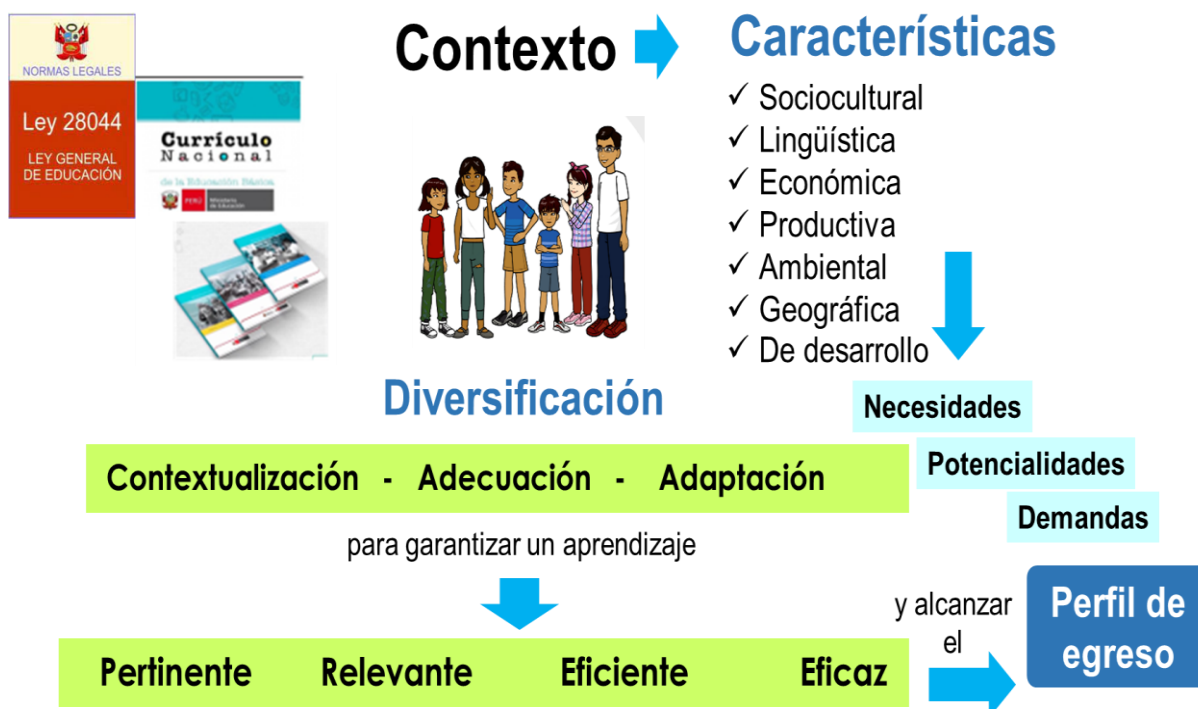 NORMAS LEGALES
Ley 28044
LEY GENERAL
DE EDUCACIÓN
Currículo
Nacional
de la Educación Básica
PERÚ
Ministerio
de Educación
Contexto
Características
✓ Sociocultural
✓ Lingüística
✓ Económica
✓ Productiva
✓ Ambiental
✓ Geográfica
✓ De desarrollo
Necesidades
Potencialidades
Demandas
Diversificación
Contextualización - Adecuación - Adaptación
para garantizar un aprendizaje
Pertinente Relevante Eficiente Eficaz
y alcanzar
el
Perfil de
egreso